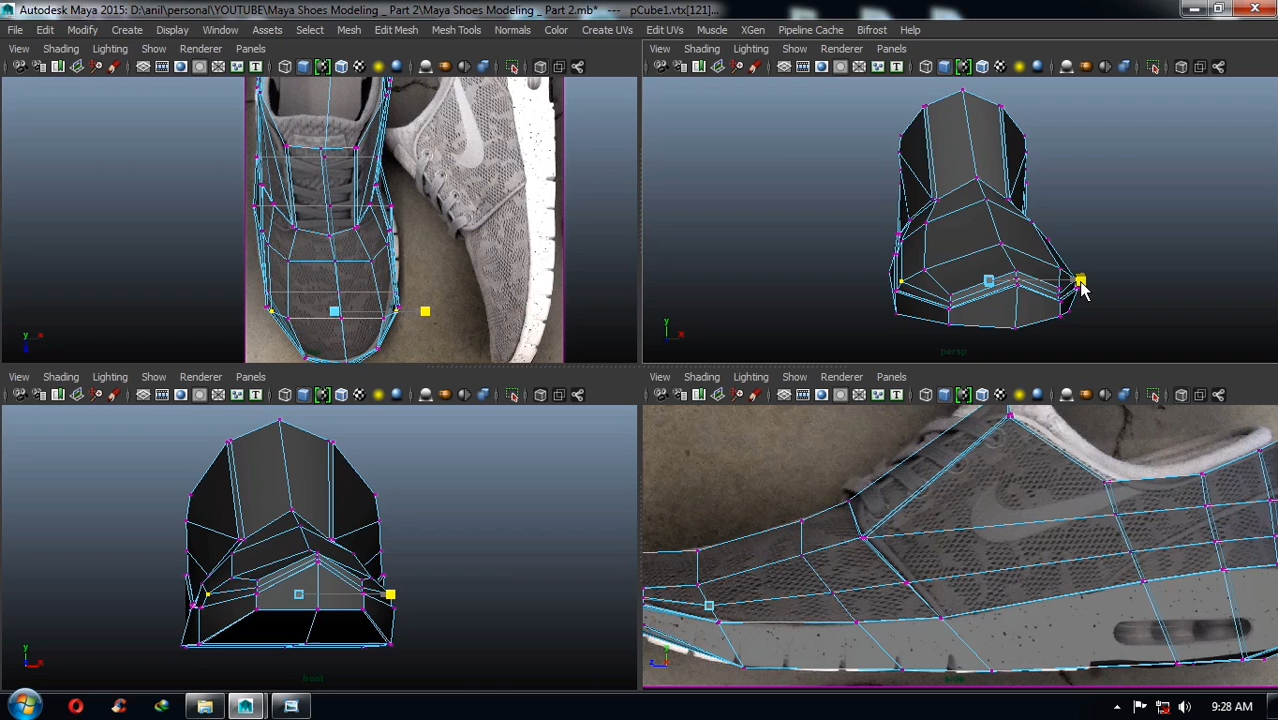 Autodesk Maya 2015: D:\anil\personal\YOUTUBE\Maya Shoes Modeling _ Part 2\Maya Shoes Modeling _ Part 2.mb* --- pCube1.vtx[121]...
File Edit Modify Create Display Window Assets Select Mesh Edit Mesh Mesh Tools Normals Color Create UVs Edit UVs Muscle XGen Pipeline Cache Bifrost Help
View Shading Lighting Show Renderer Panels
View Shading Lighting Show Renderer Panels
y x
z
y x
persp
View Shading Lighting Show Renderer Panels
View Shading Lighting Show Renderer Panels
y x
front
y
z
side
9:28 AM